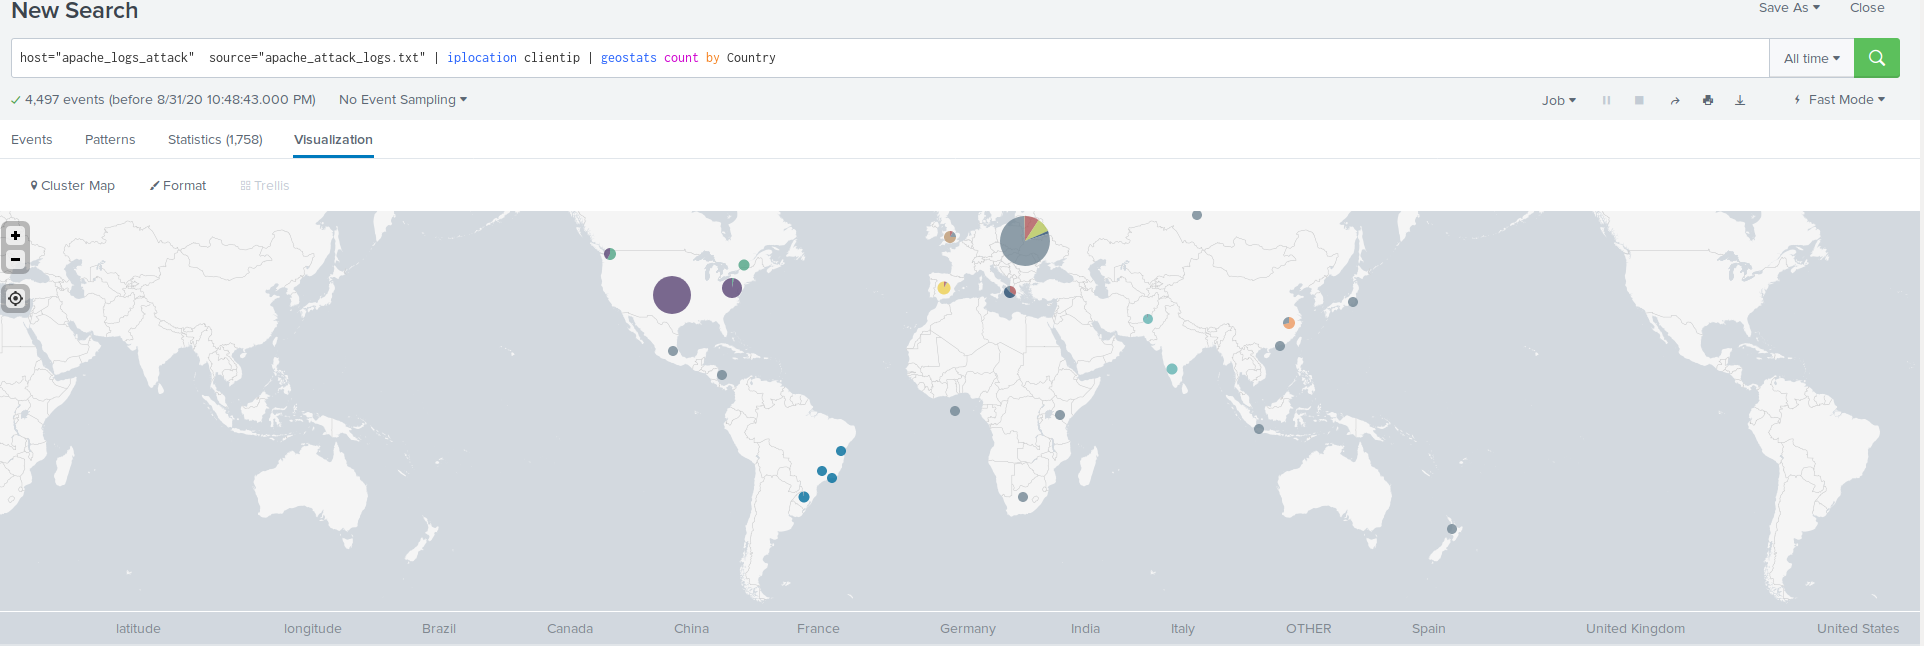 New Search
Save As Close
host="apache_logs_attack"  source="apache_attack_logs.txt" | iplocation clientip | geostats count by Country
All time
4,497 events (before 8/31/20 10:48:43.000 PM) No Event Sampling
Job Fast Mode
Events Patterns Statistics (1,758) Visualization
Cluster Map Format Trellis
+
−
latitude longitude Brazil Canada China France Germany India Italy OTHER Spain United Kingdom United States